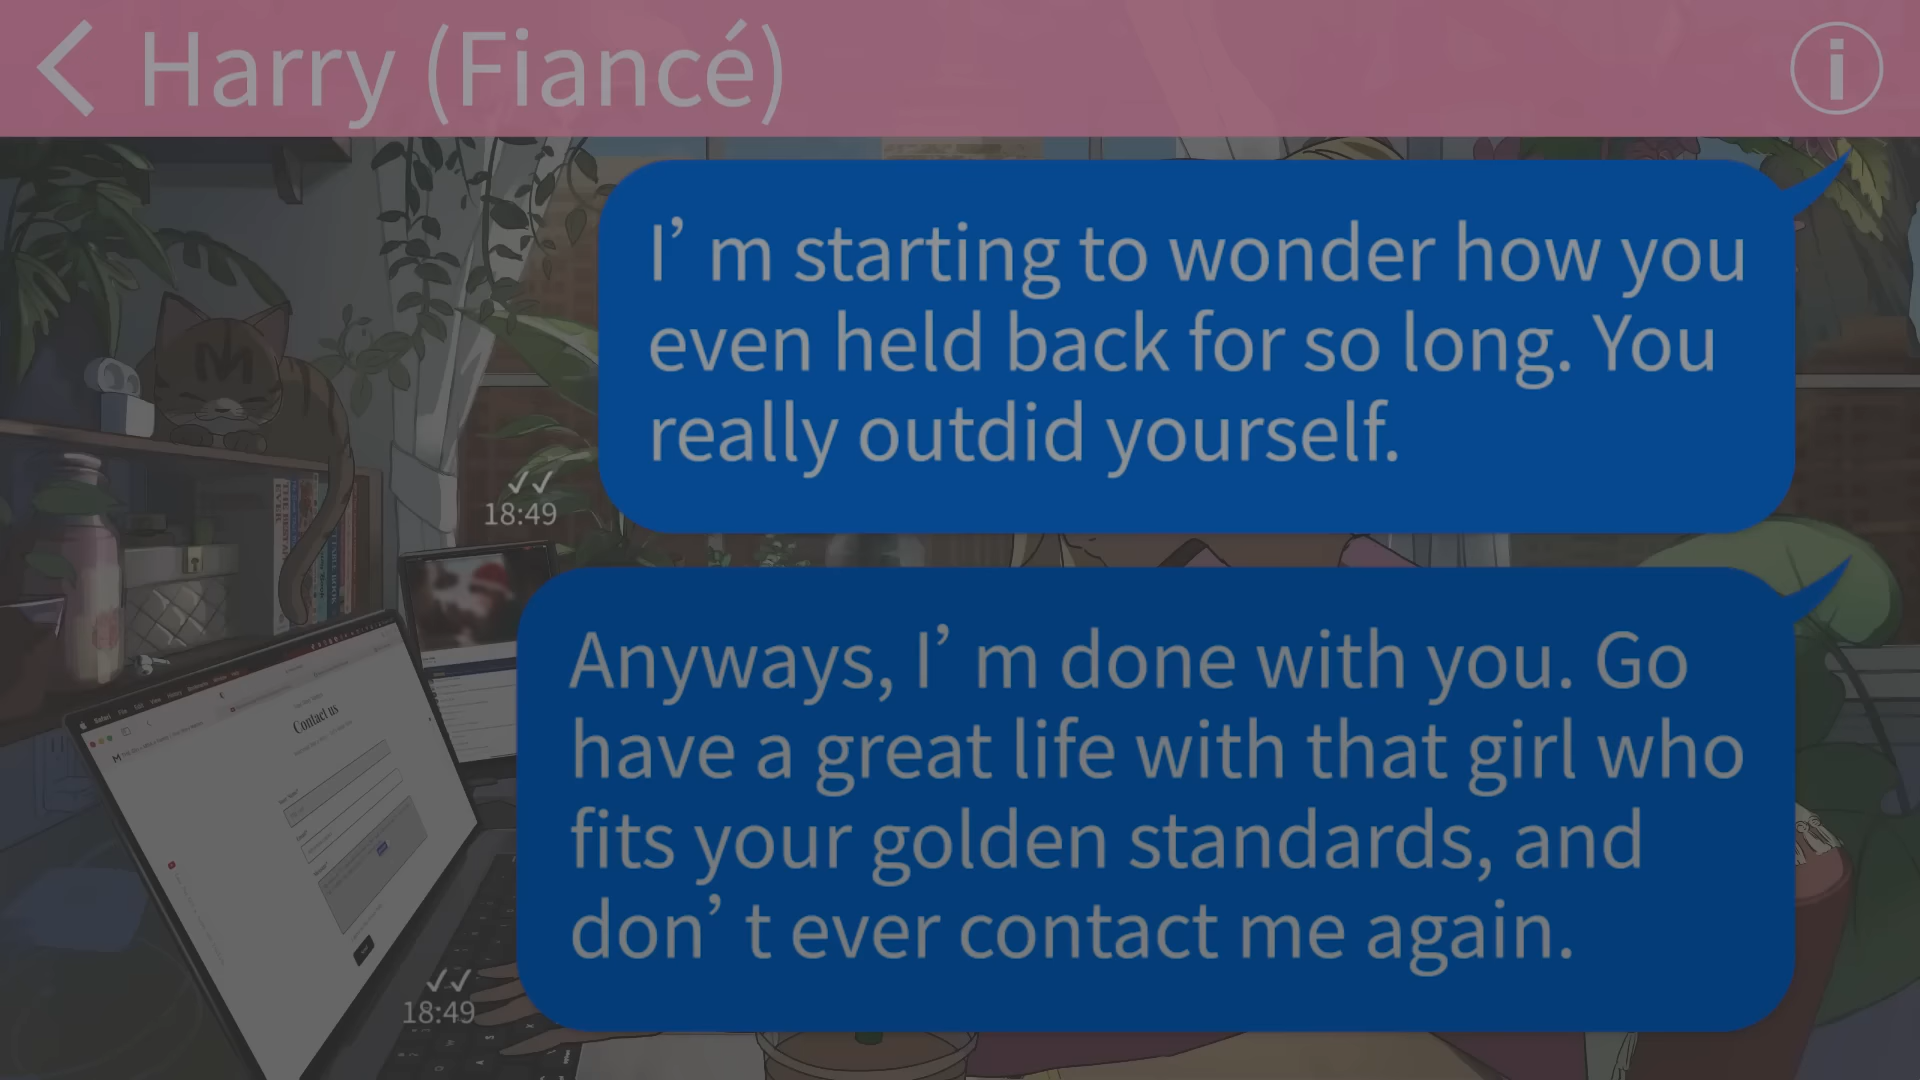 Harry (Fiancé)
I’m starting to wonder how you
even held back for so long. You
really outdid yourself.
18:49
Anyways, I’m done with you. Go
have a great life with that girl who
fits your golden standards, and
don’t ever contact me again.
18:49
Contact us